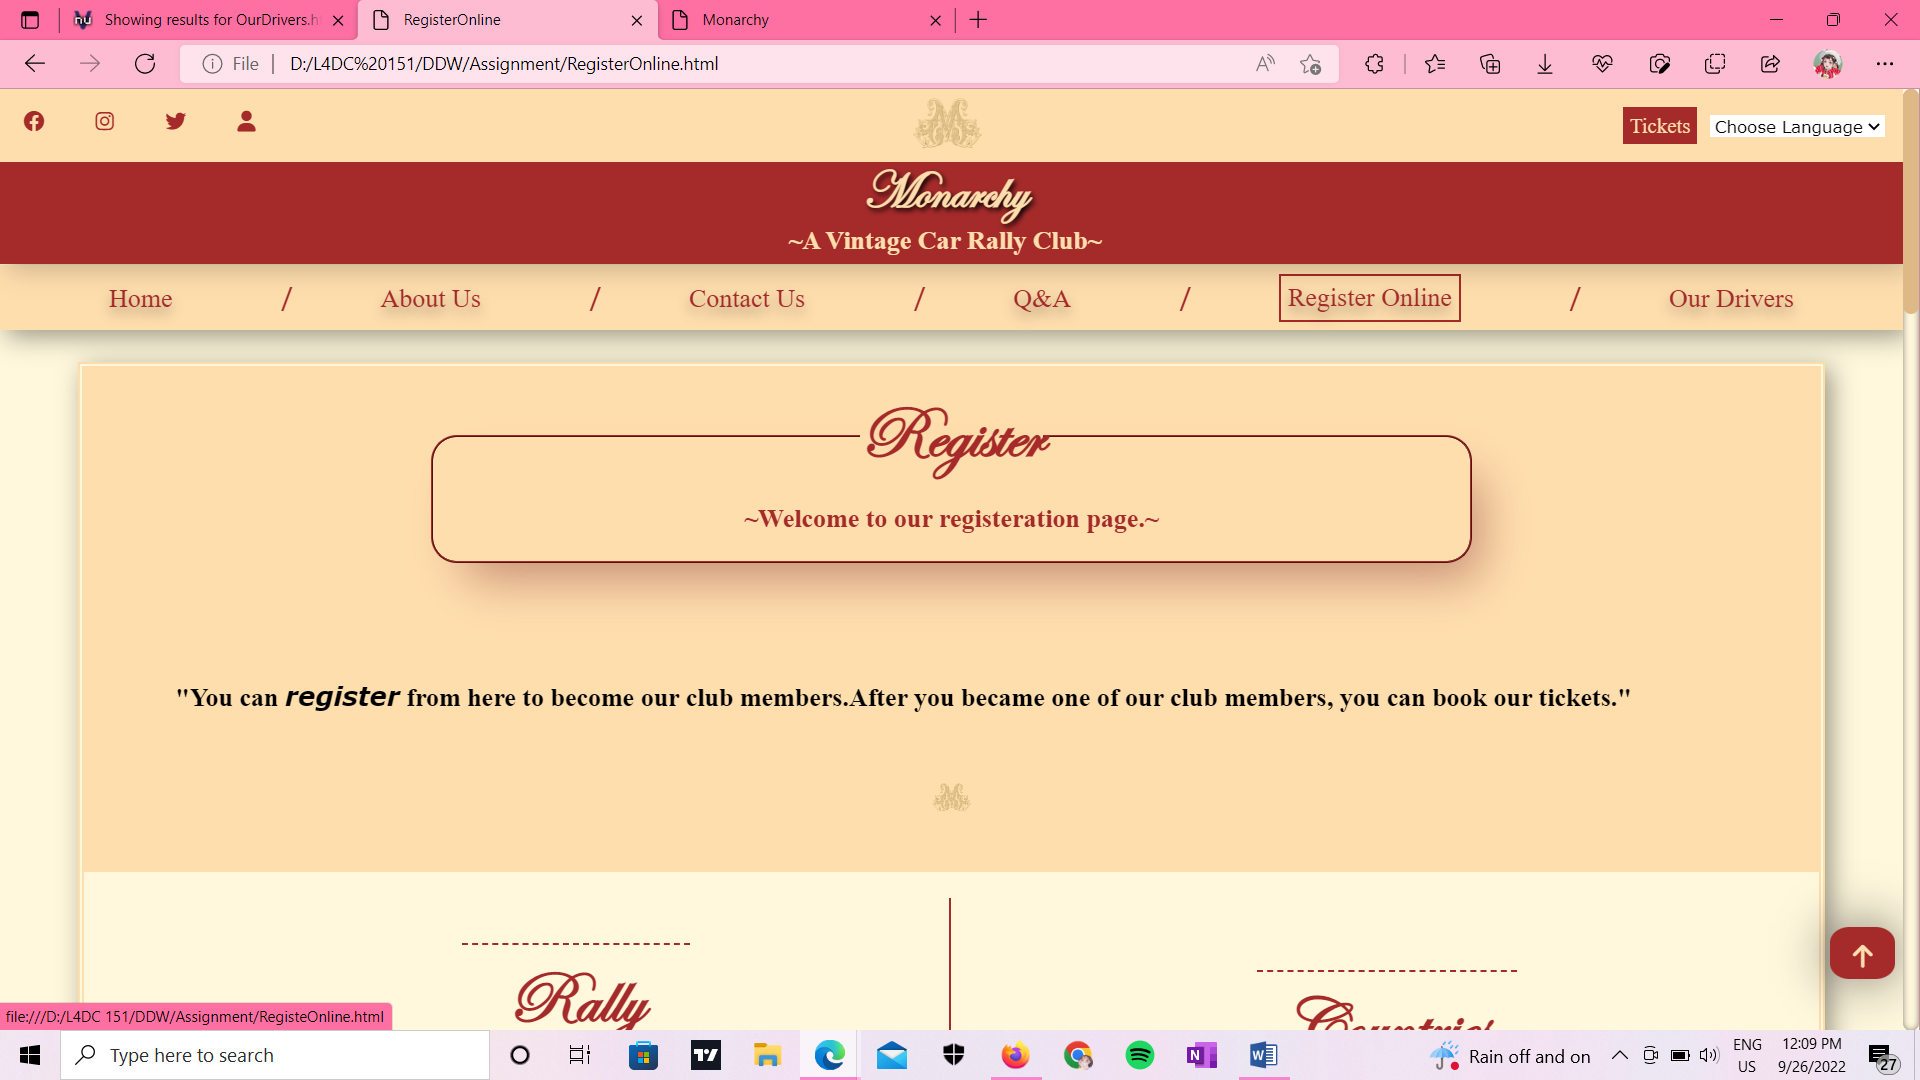 Showing results for OurDrivers.h
RegisterOnline
Monarchy
File
D:/L4DC%20151/DDW/Assignment/RegisterOnline.html
Tickets
Choose Language
Monarchy
~A Vintage Car Rally Club~
Home / About Us / Contact Us / Q&A / Register Online / Our Drivers
Register
~Welcome to our registeration page.~
"You can register from here to become our club members.After you became one of our club members, you can book our tickets."
Rally
Countries
file:///D:/L4DC 151/DDW/Assignment/RegisteOnline.html
Type here to search
Rain off and on
ENG
US
12:09 PM
9/26/2022
27